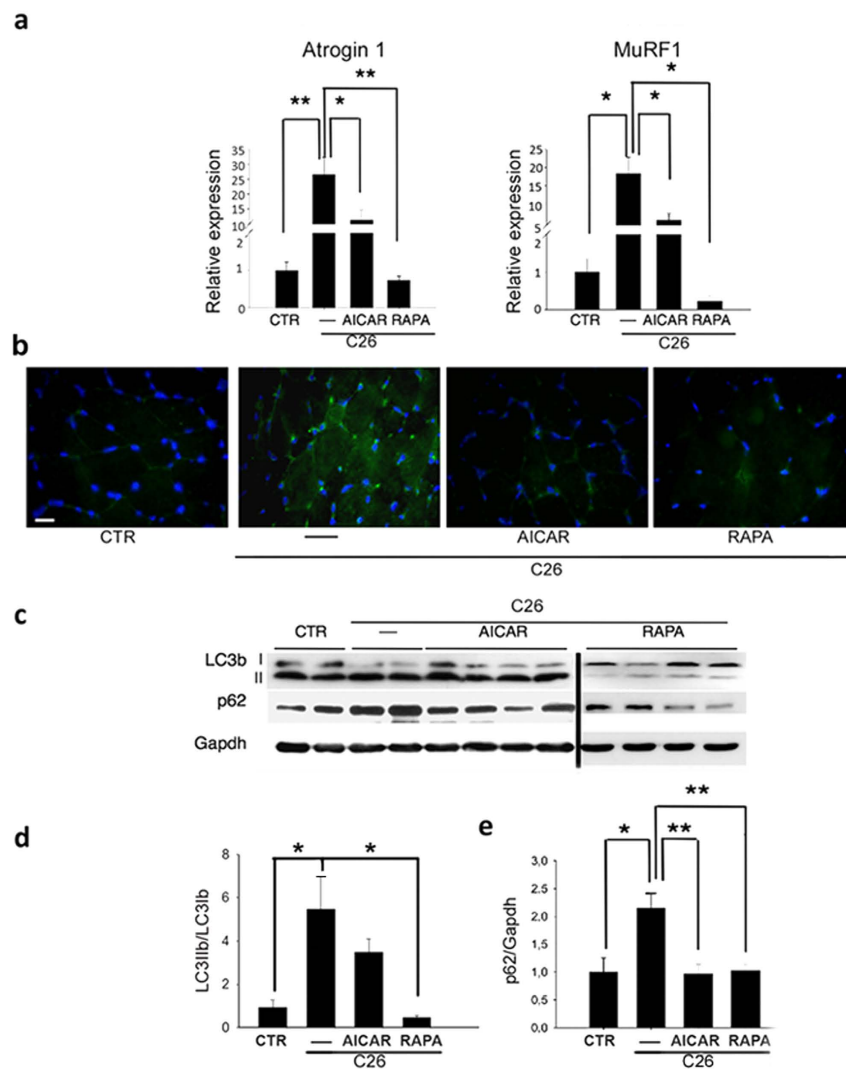 a
Atrogin 1
MuRF1
**
** *
*
* *
Relative expression
35
30
25
20
15
10
2
1
0
CTR — AICAR RAPA
C26
Relative expression
25
20
15
10
5
2
1
0
CTR — AICAR RAPA
C26
b
CTR — AICAR RAPA
C26
c
C26
CTR — AICAR RAPA
LC3b I
II
p62
Gapdh
d
* *
LC3IIb/LC3Ib
8
6
4
2
0
CTR — AICAR RAPA
C26
e
**
* **
p62/Gapdh
3,0
2,5
2,0
1,5
1,0
0,5
0,0
CTR — AICAR RAPA
C26